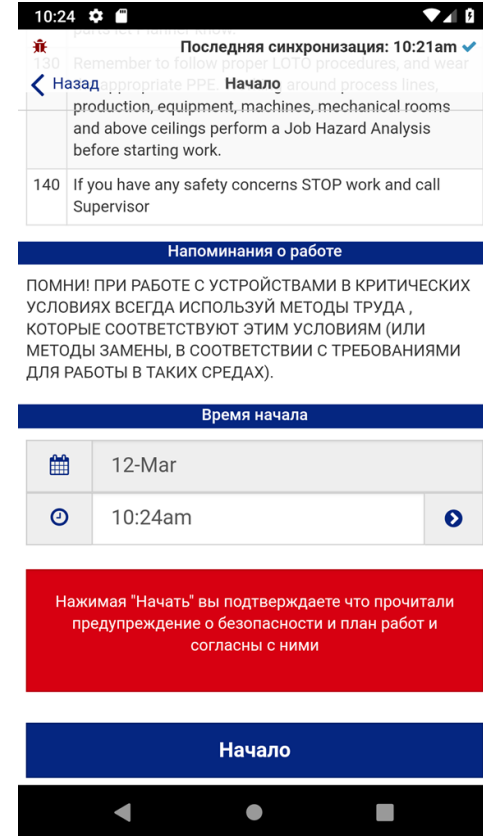 10:24
Последняя синхронизация: 10:21am
parts let Planner know.
130 Remember to follow proper LOTO procedures, and wear
Назад
appropriate PPE.
Начало
around process lines,
production, equipment, machines, mechanical rooms
and above ceilings perform a Job Hazard Analysis
before starting work.
140 If you have any safety concerns STOP work and call
Supervisor
Напоминания о работе
ПОМНИ! ПРИ РАБОТЕ С УСТРОЙСТВАМИ В КРИТИЧЕСКИХ
УСЛОВИЯХ ВСЕГДА ИСПОЛЬЗУЙ МЕТОДЫ ТРУДА ,
КОТОРЫЕ СООТВЕТСТВУЮТ ЭТИМ УСЛОВИЯМ (ИЛИ
МЕТОДЫ ЗАМЕНЫ, В СООТВЕТСТВИИ С ТРЕБОВАНИЯМИ
ДЛЯ РАБОТЫ В ТАКИХ СРЕДАХ).
Время начала
12-Mar
10:24am
Нажимая "Начать" вы подтверждаете что прочитали
предупреждение о безопасности и план работ и
согласны с ними
Начало